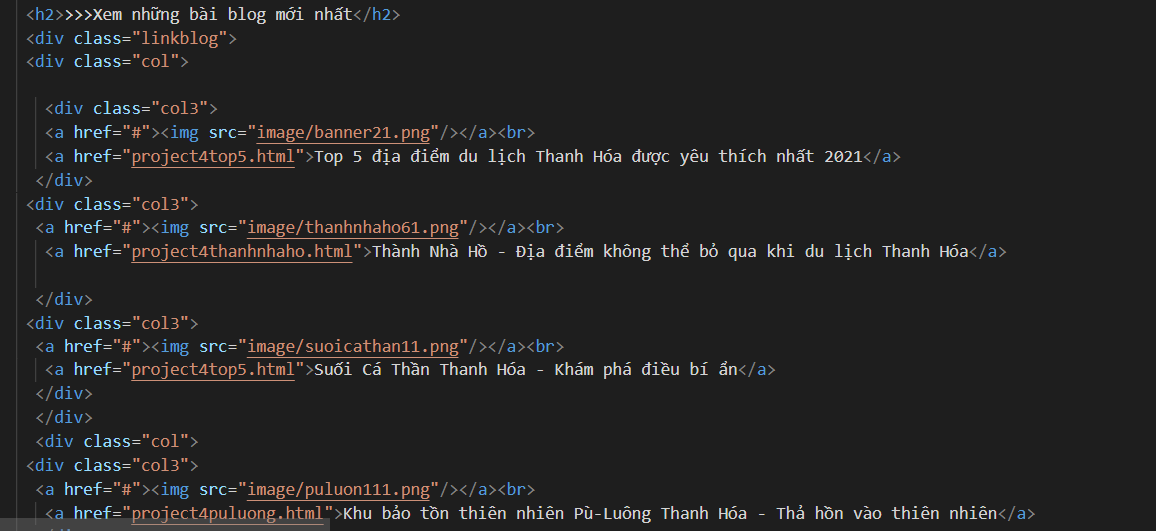 <h2>>>>Xem những bài blog mới nhất</h2>
<div class="linkblog">
<div class="col">
<div class="col3">
<a href="#"><img src="image/banner21.png"/></a><br>
<a href="project4top5.html">Top 5 địa điểm du lịch Thanh Hóa được yêu thích nhất 2021</a>
</div>
<div class="col3">
<a href="#"><img src="image/thanhnhaho61.png"/></a><br>
<a href="project4thanhnhaho.html">Thành Nhà Hồ - Địa điểm không thể bỏ qua khi du lịch Thanh Hóa</a>
</div>
<div class="col3">
<a href="#"><img src="image/suoicathan11.png"/></a><br>
<a href="project4top5.html">Suối Cá Thần Thanh Hóa - Khám phá điều bí ẩn</a>
</div>
</div>
<div class="col">
<div class="col3">
<a href="#"><img src="image/puluon111.png"/></a><br>
<a href="project4puluong.html">Khu bảo tồn thiên nhiên Pù-Luông Thanh Hóa - Thả hồn vào thiên nhiên</a>